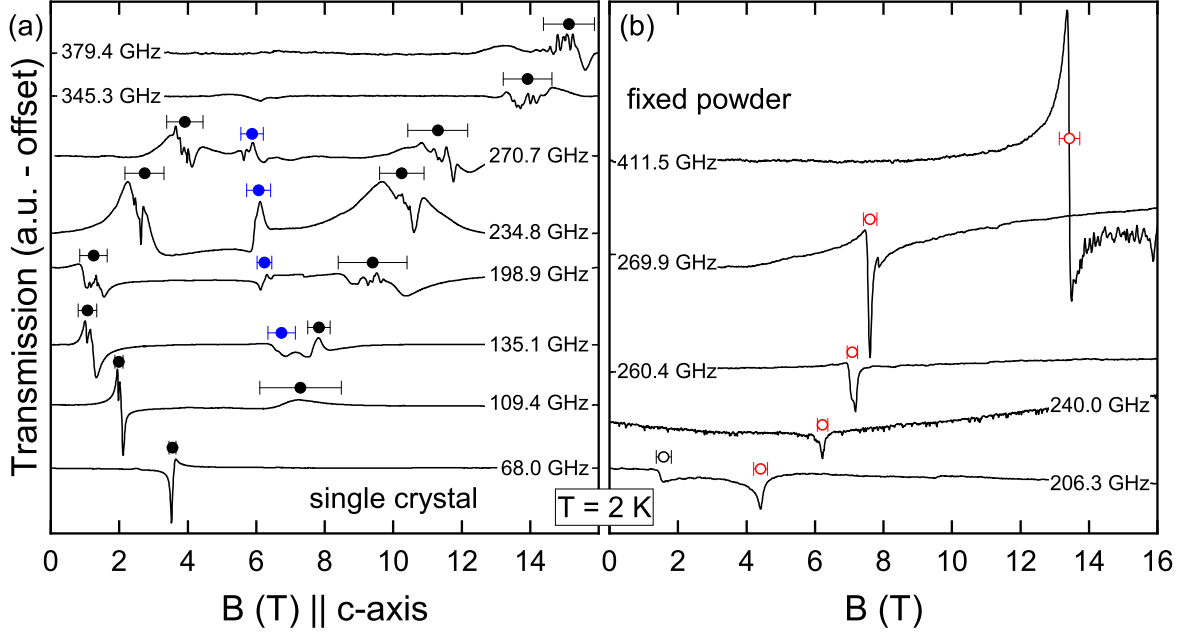 (a)
379.4 GHz
345.3 GHz
270.7 GHz
234.8 GHz
198.9 GHz
135.1 GHz
109.4 GHz
68.0 GHz
single crystal
Transmission (a.u. - offset)
0 2 4 6 8 10 12 14
B (T) || c-axis
T = 2 K
(b)
fixed powder
411.5 GHz
269.9 GHz
260.4 GHz
240.0 GHz
206.3 GHz
0 2 4 6 8 10 12 14 16
B (T)